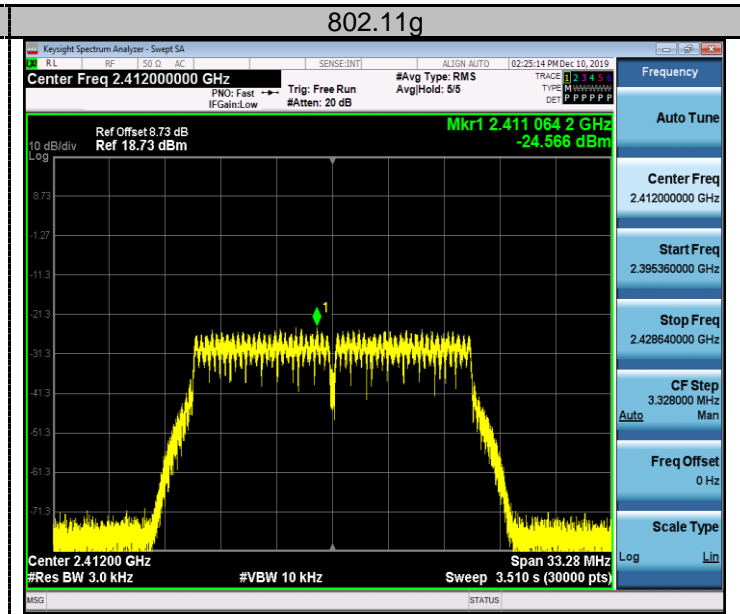 802.11g
Keysight Spectrum Analyzer - Swept SA
RL RF 50 Ω AC SENSE:INT ALIGN AUTO 02:25:14 PM Dec 10, 2019
Center Freq 2.412000000 GHz
PNO: Fast
IFGain:Low
Trig: Free Run
#Atten: 20 dB
#Avg Type: RMS
Avg|Hold: 5/5
TRACE 1 2 3 4 5 6
TYPE M WWWWW
DET P P P P P P
Frequency
Ref Offset 8.73 dB
10 dB/div Ref 18.73 dBm
Log
Mkr1 2.411 064 2 GHz
-24.566 dBm
8.73
-1.27
-11.3
-21.3
-31.3
-41.3
-51.3
-61.3
-71.3
1
Center 2.41200 GHz Span 33.28 MHz
#Res BW 3.0 kHz #VBW 10 kHz Sweep 3.510 s (30000 pts)
Auto Tune
Center Freq
2.412000000 GHz
Start Freq
2.395360000 GHz
Stop Freq
2.428640000 GHz
CF Step
3.328000 MHz
Auto Man
Freq Offset
0 Hz
Scale Type
Log Lin
MSG STATUS